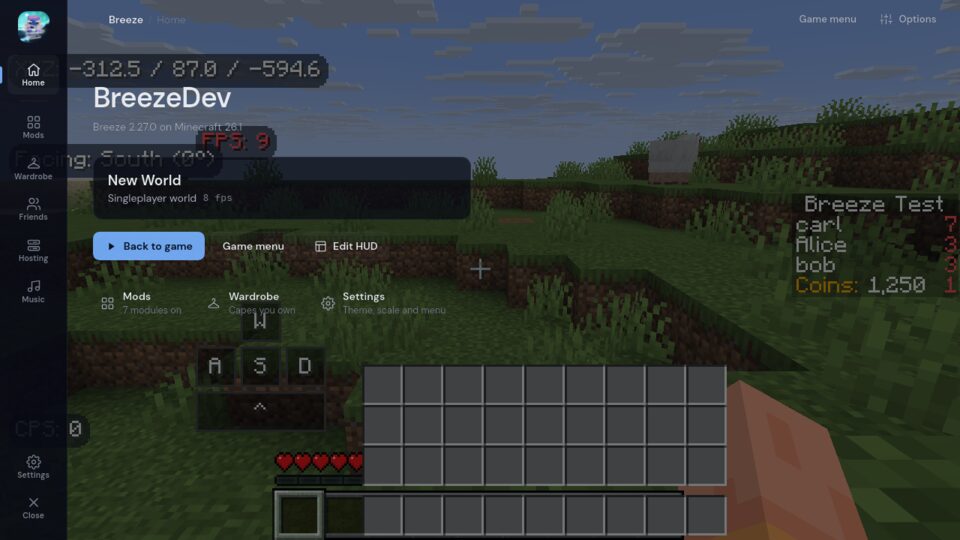 Breeze / Home
Game menu
Options
XYZ: -312.5 / 87.0 / -594.6
Home
BreezeDev
Breeze 2.27.0 on Minecraft 26.1
FPS: 9
Mods
Facing: South (0°)
Wardrobe
New World
Singleplayer world 8 fps
Friends
Breeze Test
carl 7
Alice 3
bob 3
Coins: 1,250 1
Back to game
Game menu
Edit HUD
Hosting
Music
Mods
7 modules on
Wardrobe
Capes you own
Settings
Theme, scale and menu
W
A S D
^
CPS: 0
Settings
Close